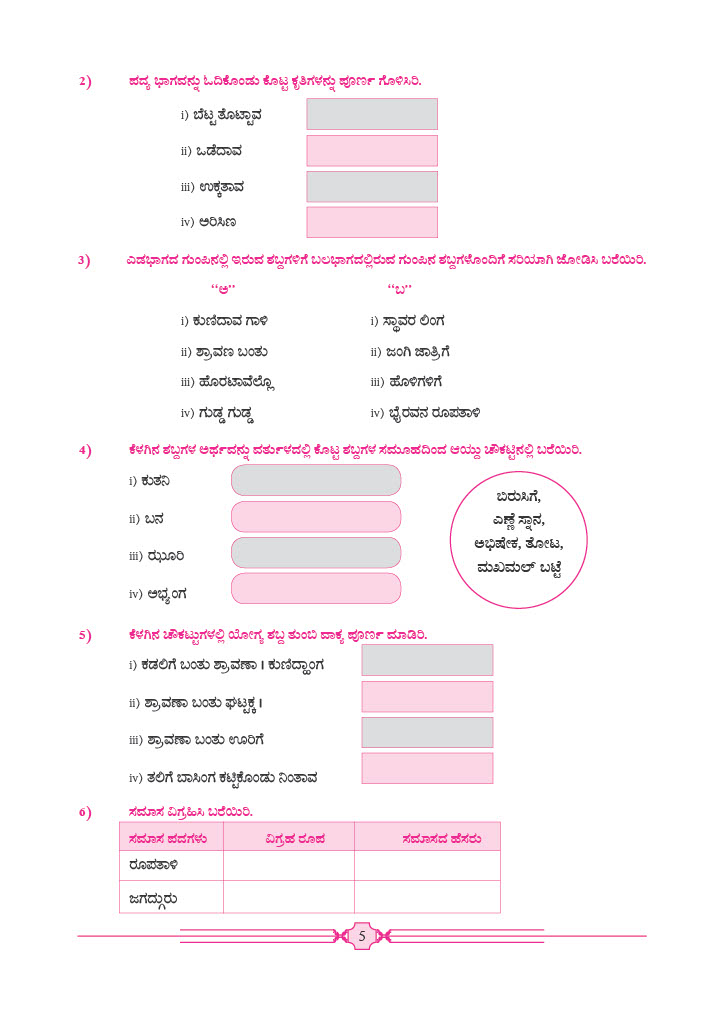 2) ಪದ್ಯ ಭಾಗವನ್ನು ಓದಿಕೊಂಡು ಕೊಟ್ಟ ಕೃತಿಗಳನ್ನು ಪೂರ್ಣ ಗೊಳಿಸಿರಿ.
i) ಬೆಟ್ಟ ತೊಟ್ಟಾವ
ii) ಒಡೆದಾವ
iii) ಉಕ್ಕತಾವ
iv) ಅರಿಸಿಣ
3) ಎಡಭಾಗದ ಗುಂಪಿನಲ್ಲಿ ಇರುವ ಶಬ್ದಗಳಿಗೆ ಬಲಭಾಗದಲ್ಲಿರುವ ಗುಂಪಿನ ಶಬ್ದಗಳೊಂದಿಗೆ ಸರಿಯಾಗಿ ಜೋಡಿಸಿ ಬರೆಯಿರಿ.
“ಅ” “ಬ”
i) ಕುಣಿದಾವ ಗಾಳಿ i) ಸ್ಥಾವರ ಲಿಂಗ
ii) ಶ್ರಾವಣ ಬಂತು ii) ಜಂಗಿ ಜಾತ್ರಿಗೆ
iii) ಹೊರಟಾವೆಲ್ಲೊ iii) ಹೊಳಿಗಳಿಗೆ
iv) ಗುಡ್ಡ ಗುಡ್ಡ iv) ಭೈರವನ ರೂಪತಾಳಿ
4) ಕೆಳಗಿನ ಶಬ್ದಗಳ ಅರ್ಥವನ್ನು ವರ್ತುಳದಲ್ಲಿ ಕೊಟ್ಟ ಶಬ್ದಗಳ ಸಮೂಹದಿಂದ ಆಯ್ದು ಚೌಕಟ್ಟಿನಲ್ಲಿ ಬರೆಯಿರಿ.
i) ಕುತನಿ
ii) ಬನ
iii) ಝೂರಿ
iv) ಅಭ್ಯಂಗ
ಬಿರುಸಿಗೆ,
ಎಣ್ಣೆ ಸ್ನಾನ,
ಅಭಿಷೇಕ, ತೋಟ,
ಮಖಮಲ್ ಬಟ್ಟೆ
5) ಕೆಳಗಿನ ಚೌಕಟ್ಟುಗಳಲ್ಲಿ ಯೋಗ್ಯ ಶಬ್ದ ತುಂಬಿ ವಾಕ್ಯ ಪೂರ್ಣ ಮಾಡಿರಿ.
i) ಕಡಲಿಗೆ ಬಂತು ಶ್ರಾವಣಾ । ಕುಣಿದ್ಹಾಂಗ
ii) ಶ್ರಾವಣಾ ಬಂತು ಘಟ್ಟಕ್ಕ ।
iii) ಶ್ರಾವಣಾ ಬಂತು ಊರಿಗೆ
iv) ತಲಿಗೆ ಬಾಸಿಂಗ ಕಟ್ಟಿಕೊಂಡು ನಿಂತಾವ
6) ಸಮಾಸ ವಿಗ್ರಹಿಸಿ ಬರೆಯಿರಿ.
ಸಮಾಸ ಪದಗಳು ವಿಗ್ರಹ ರೂಪ ಸಮಾಸದ ಹೆಸರು
ರೂಪತಾಳಿ
ಜಗದ್ಗುರು
5